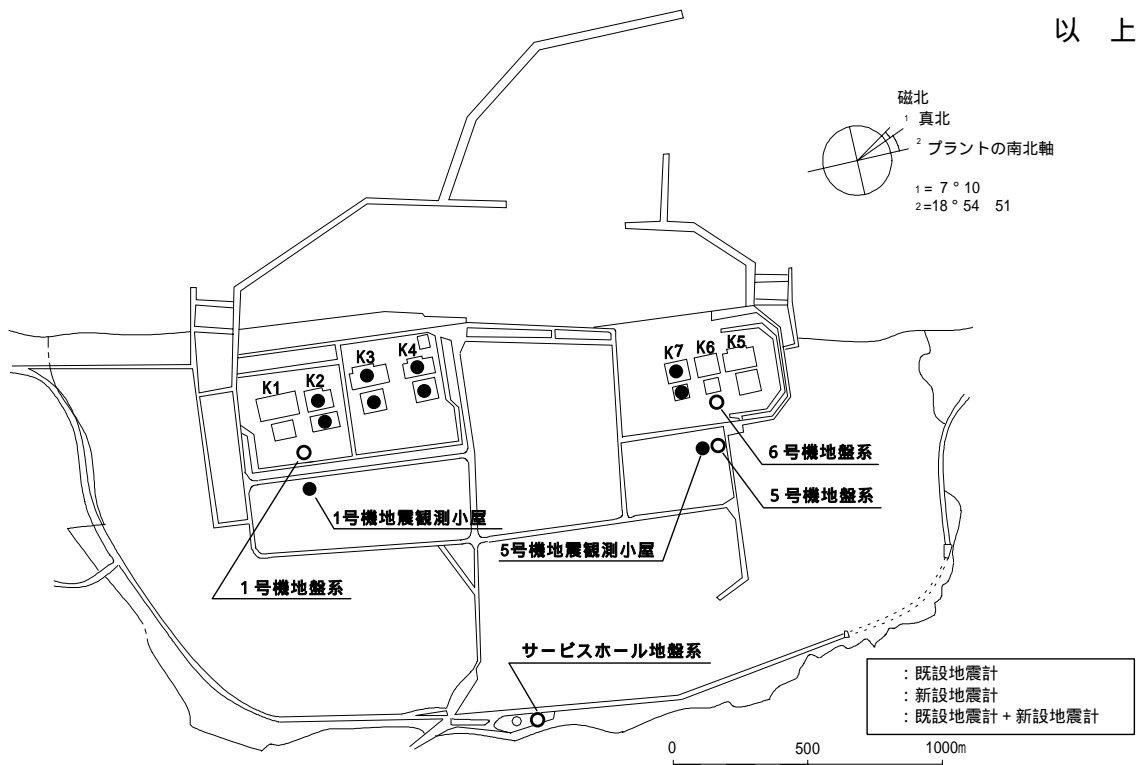 以 上
磁北
1 真北
2 プラントの南北軸
1 = 7 ° 10
2 =18 ° 54 51
K1
K2
K3
K4
K7
K6
K5
6 号機地盤系
5 号機地盤系
1号機地震観測小屋
5号機地震観測小屋
1 号機地盤系
サービスホール地盤系
: 既設地震計
: 新設地震計
: 既設地震計 + 新設地震計
0 500 1000m